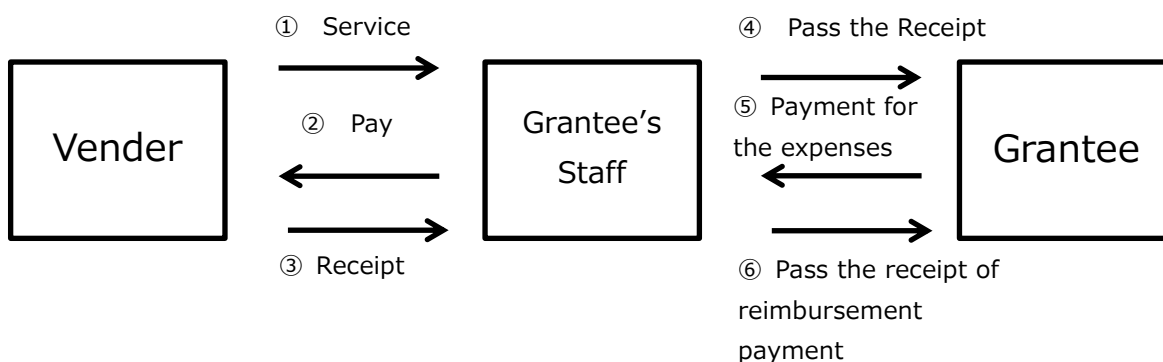 ① Service
④ Pass the Receipt
Vender
② Pay
Grantee’s
Staff
⑤ Payment for
the expenses
Grantee
③ Receipt
⑥ Pass the receipt of
reimbursement
payment